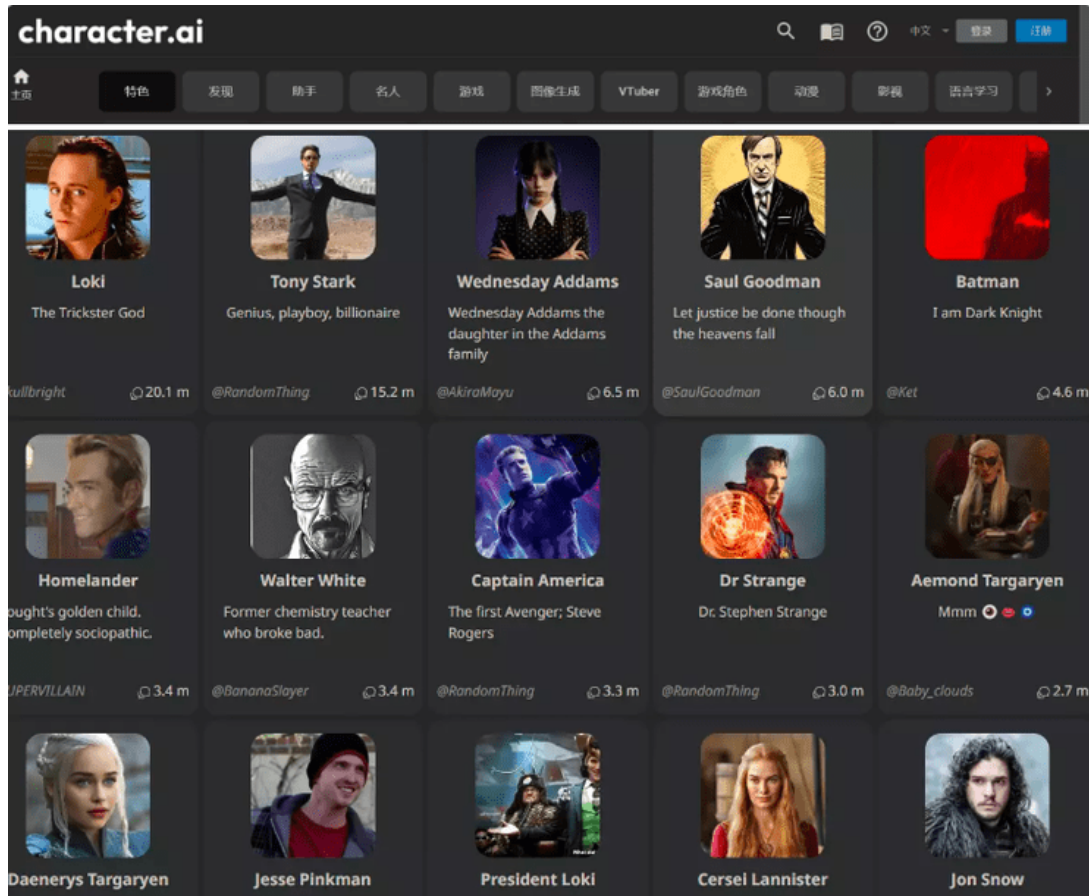 character.ai
中文
登录
注册
主页
特色
发现
助手
名人
游戏
图像生成
VTuber
游戏角色
动漫
影视
语言学习
Loki
Tony Stark
Wednesday Addams
Saul Goodman
Batman
The Trickster God
Genius, playboy, billionaire
Wednesday Addams the
daughter in the Addams
family
Let justice be done though
the heavens fall
I am Dark Knight
kullbright
20.1 m
@RandomThing
15.2 m
@AkiraMayu
6.5 m
@SaulGoodman
6.0 m
@Ket
4.6 m
Homelander
Walter White
Captain America
Dr Strange
Aemond Targaryen
ought's golden child.
ompletely sociopathic.
Former chemistry teacher
who broke bad.
The first Avenger; Steve
Rogers
Dr. Stephen Strange
Mmm
UPERVILLAIN
3.4 m
@BananaSlayer
3.4 m
@RandomThing
3.3 m
@RandomThing
3.0 m
@Baby_clouds
2.7 m
Daenerys Targaryen
Jesse Pinkman
President Loki
Cersei Lannister
Jon Snow